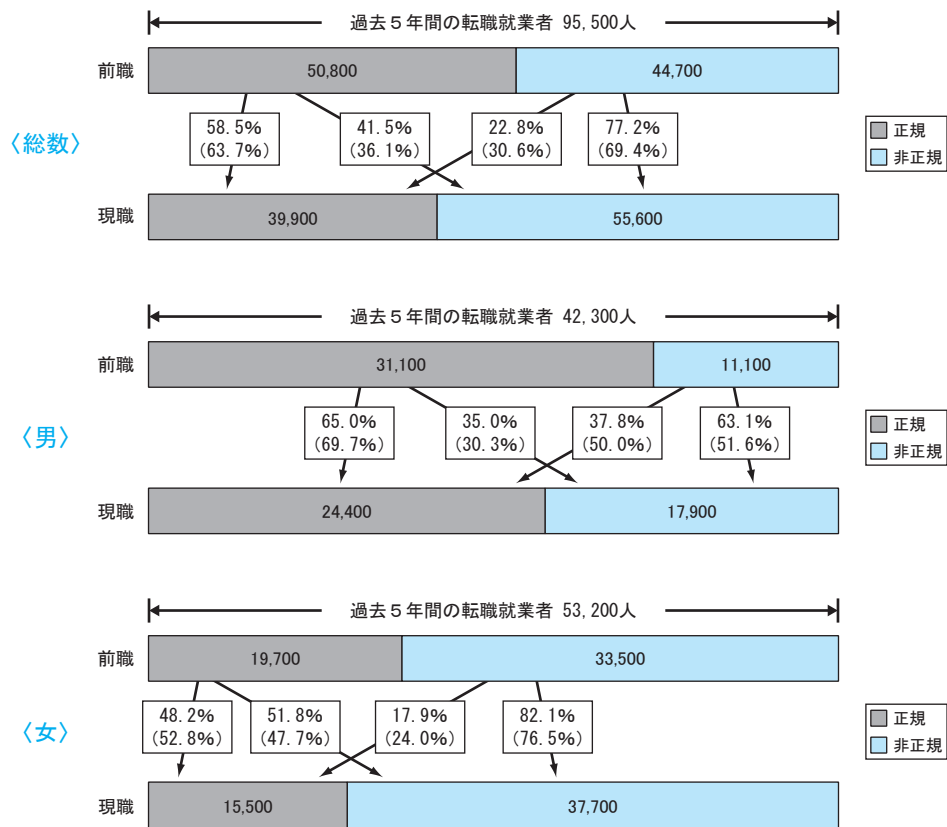 過去５年間の転職就業者 95,500人
前職
50,800
44,700
〈総数〉
58.5%
(63.7%)
41.5%
(36.1%)
22.8%
(30.6%)
77.2%
(69.4%)
正規
非正規
現職
39,900
55,600
過去５年間の転職就業者 42,300人
前職
31,100
11,100
〈男〉
65.0%
(69.7%)
35.0%
(30.3%)
37.8%
(50.0%)
63.1%
(51.6%)
正規
非正規
現職
24,400
17,900
過去５年間の転職就業者 53,200人
前職
19,700
33,500
〈女〉
48.2%
(52.8%)
51.8%
(47.7%)
17.9%
(24.0%)
82.1%
(76.5%)
正規
非正規
現職
15,500
37,700